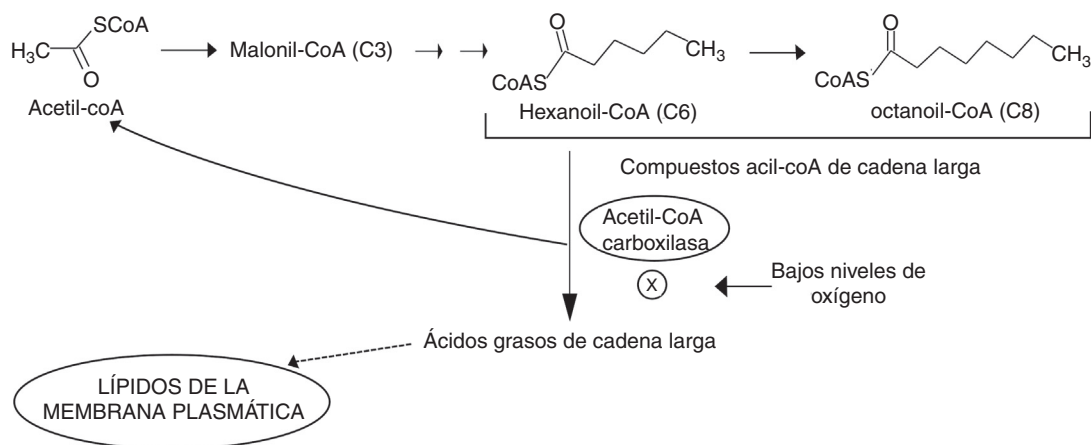 SCoA
H₃C
O
Acetil-coA
Malonil-CoA (C3)
O
CH₃
CoAS
Hexanoil-CoA (C6)
O
CH₃
CoAS
octanoil-CoA (C8)
Compuestos acil-coA de cadena larga
Acetil-CoA
carboxilasa
X
Bajos niveles de
oxígeno
Ácidos grasos de cadena larga
LÍPIDOS DE LA
MEMBRANA PLASMÁTICA